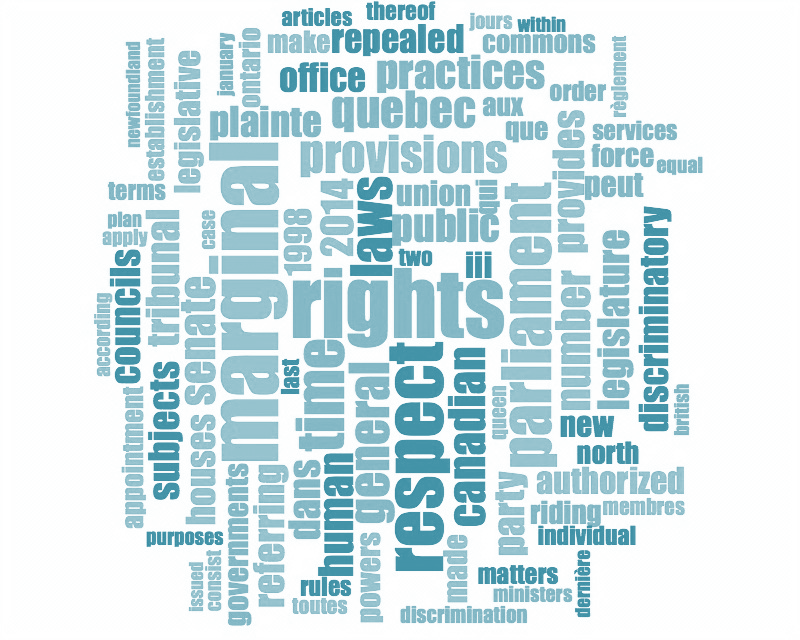 articles
thereof
jours
within
make
repealed
commons
january
ontario
newfoundland
establishment
legislative
office
practices
order
règlement
plainte
quebec
aux
que
services
provisions
provides
force
equal
terms
marginal
2014
laws
union
qui
peut
plan
apply
tribunal
case
1998
public
parliament
two
iii
legislature
discriminatory
councils
according
senate
rights
number
subjects
houses
last
time
general
respect
canadian
queen
british
appointment
new
north
governments
referring
dans
human
party
authorized
riding
membres
individual
purposes
issued
consist
rules
toutes
powers
made
matters
ministers
dernière
discrimination